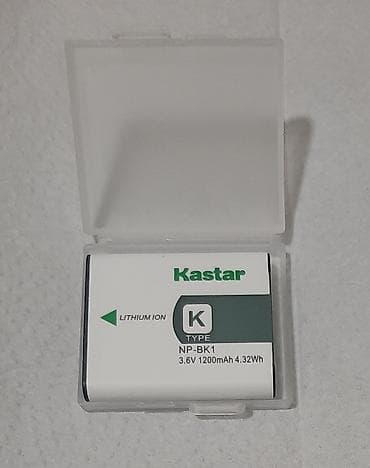 Kastar
LITHIUM ION
K
TYPE
NP-BK1
3.6V 1200mAh 4.32Wh